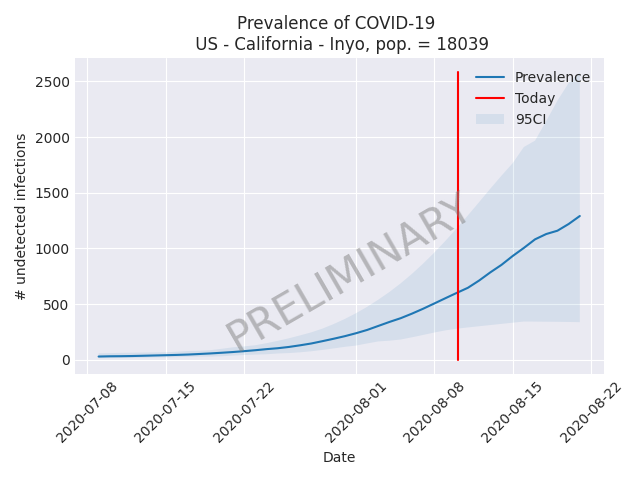 Prevalence of COVID-19
US - California - Inyo, pop. = 18039
Prevalence
Today
95CI
2500
2000
1500
1000
500
0
# undetected infections
PRELIMINARY
2020-07-08
2020-07-15
2020-07-22
2020-08-01
2020-08-08
2020-08-15
2020-08-22
Date